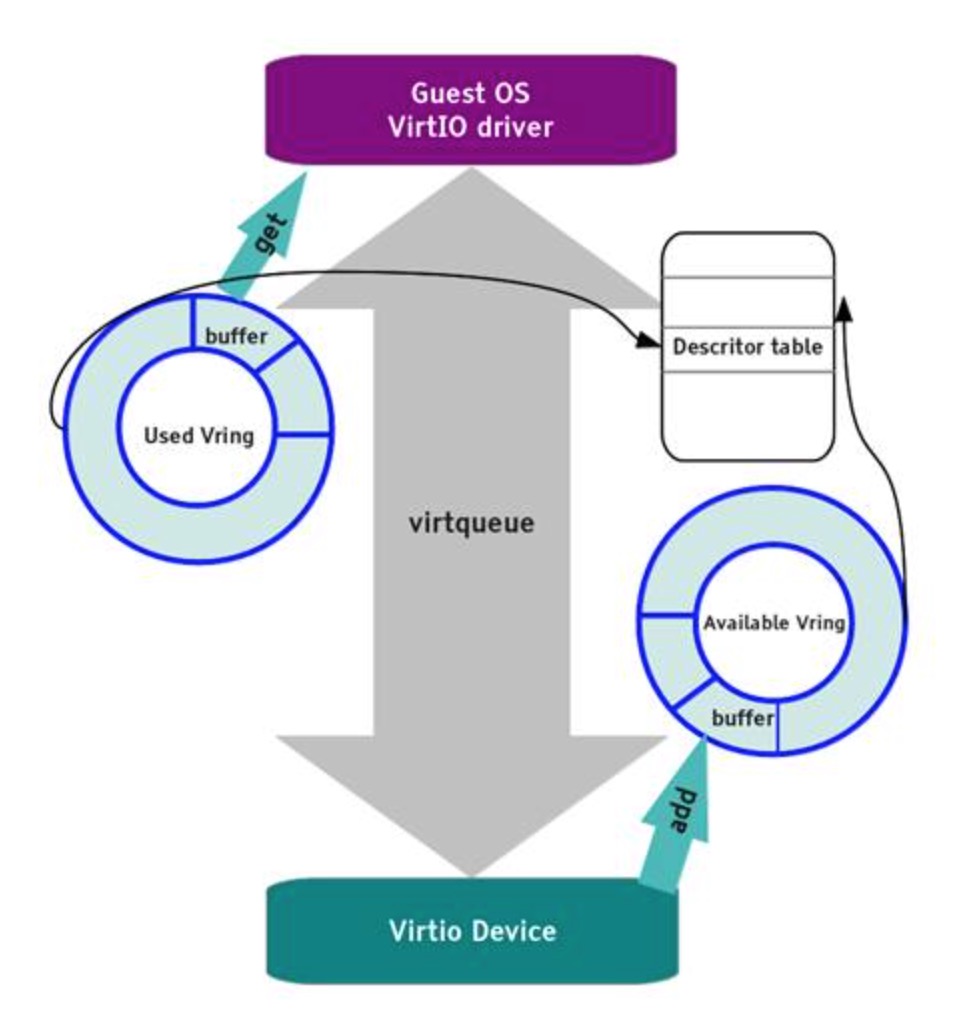 Guest OS
VirtIO driver
get
buffer
Descritor table
Used Vring
virtqueue
Available Vring
buffer
add
Virtio Device